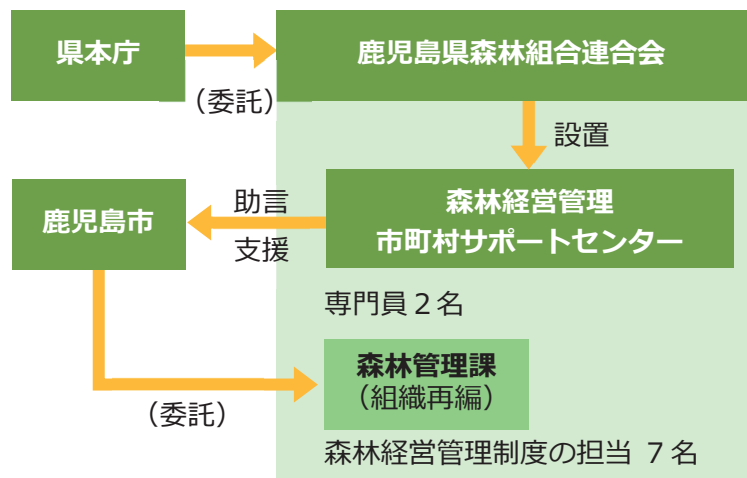 県本庁
鹿児島県森林組合連合会
（委託）
設置
鹿児島市
助言
支援
森林経営管理
市町村サポートセンター
専門員２名
森林管理課
（組織再編）
（委託）
森林経営管理制度の担当 ７名